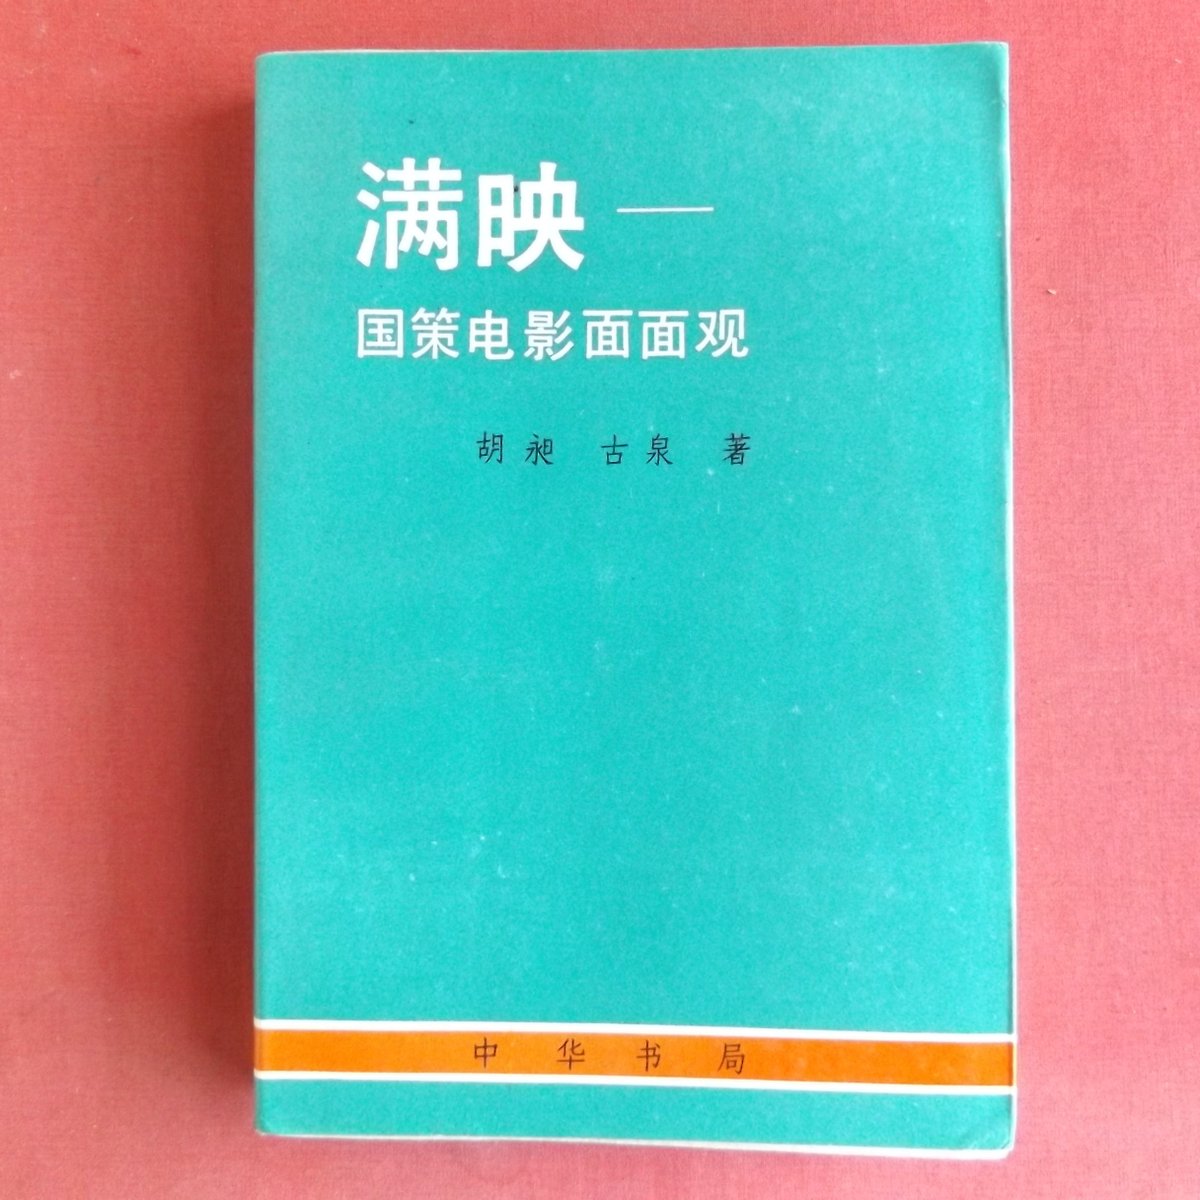 满映——
国策电影面面观
胡昶 古泉 著
中华书局